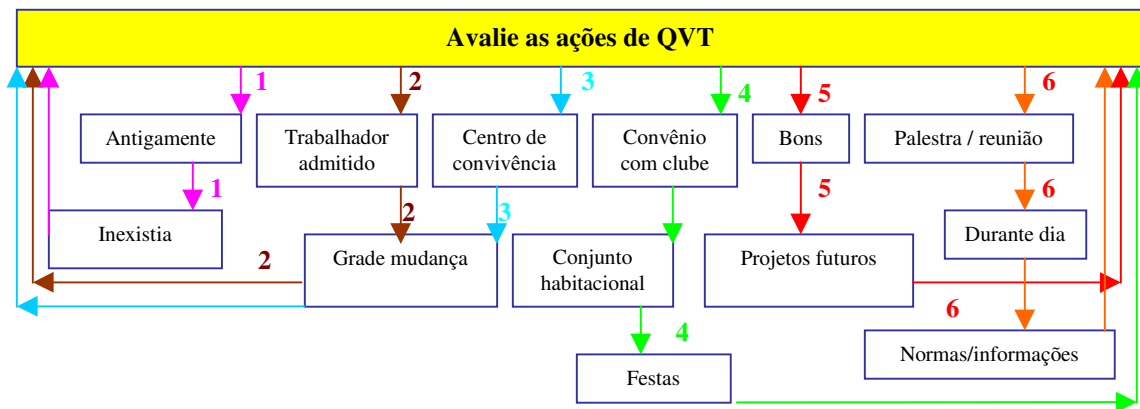 Avalie as ações de QVT
1
2
3
4
5
6
Antigamente
Trabalhador
admitido
Centro de
convivência
Convênio
com clube
Bons
Palestra / reunião
1
2
3
5
6
Inexistia
Grade mudança
Conjunto
habitacional
Projetos futuros
Durante dia
2
4
6
Festas
Normas/informações